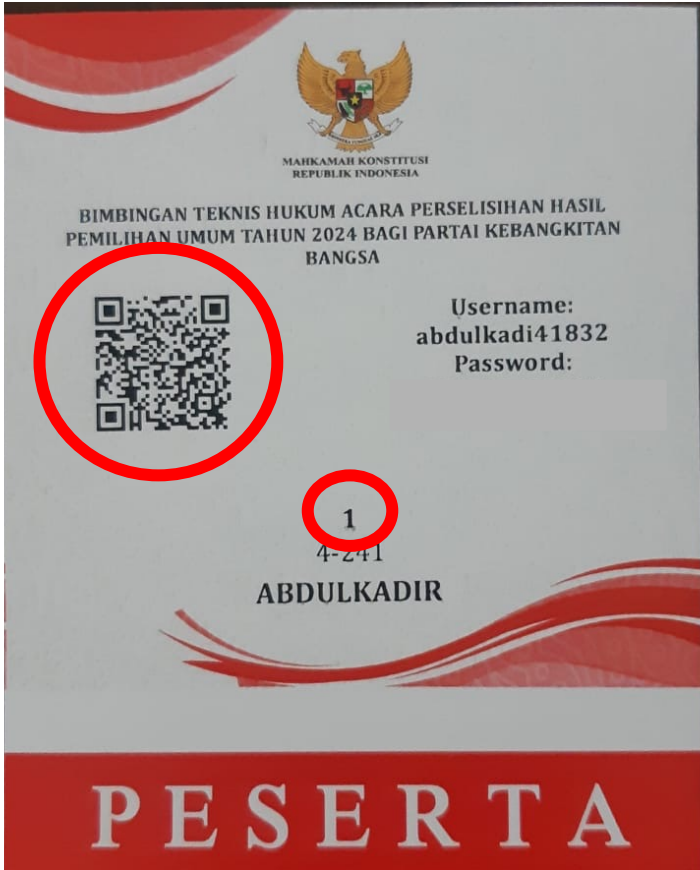 MAHKAMAH KONSTITUSI
REPUBLIK INDONESIA
BIMBINGAN TEKNIS HUKUM ACARA PERSELISIHAN HASIL
PEMILIHAN UMUM TAHUN 2024 BAGI PARTAI KEBANGKITAN
BANGSA
Username:
abdulkadi41832
Password:
1
4-241
ABDULKADIR
PESERTA